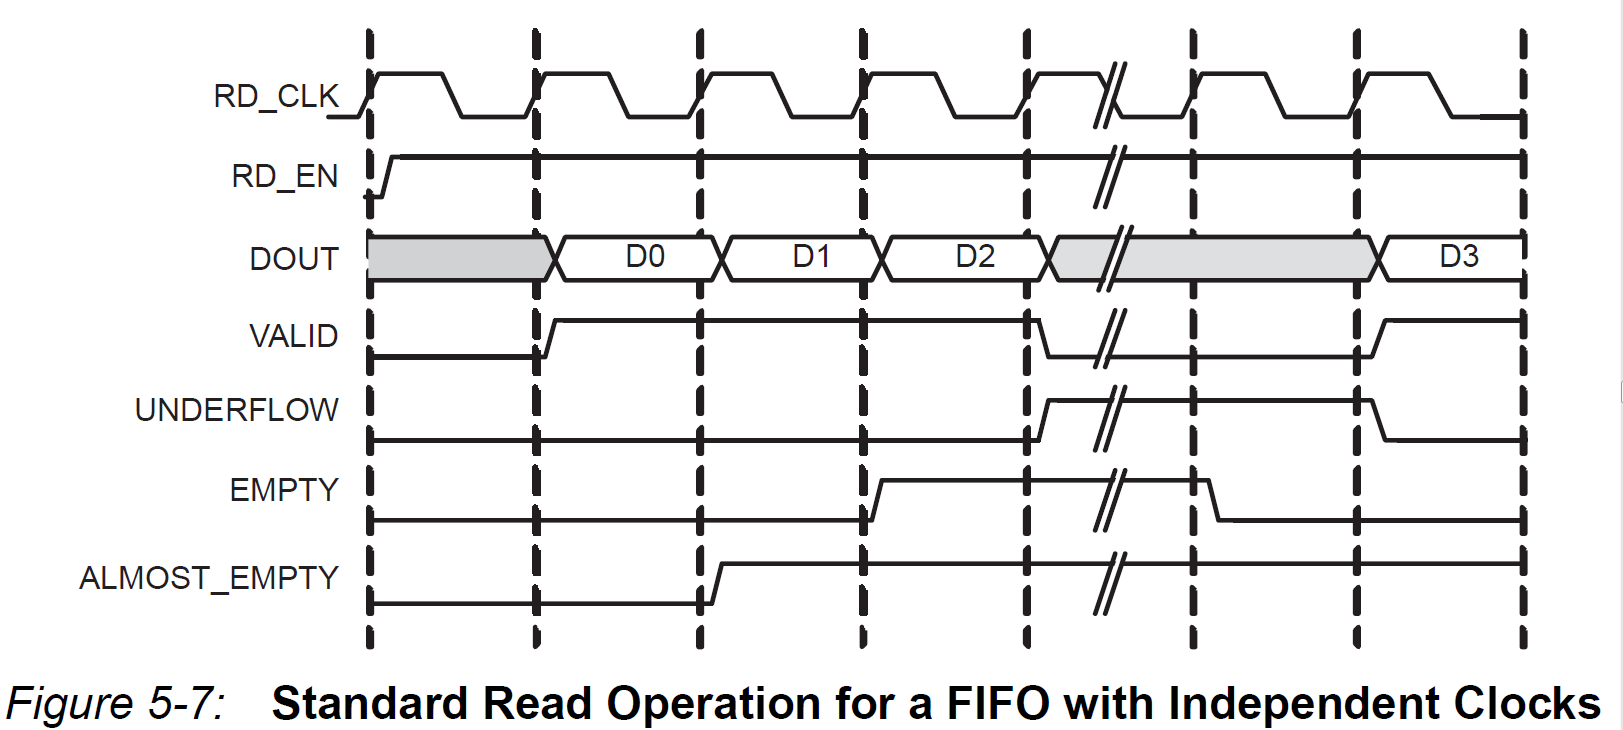 RD_CLK
RD_EN
DOUT D0 D1 D2 D3
VALID
UNDERFLOW
EMPTY
ALMOST_EMPTY
Figure 5-7: Standard Read Operation for a FIFO with Independent Clocks